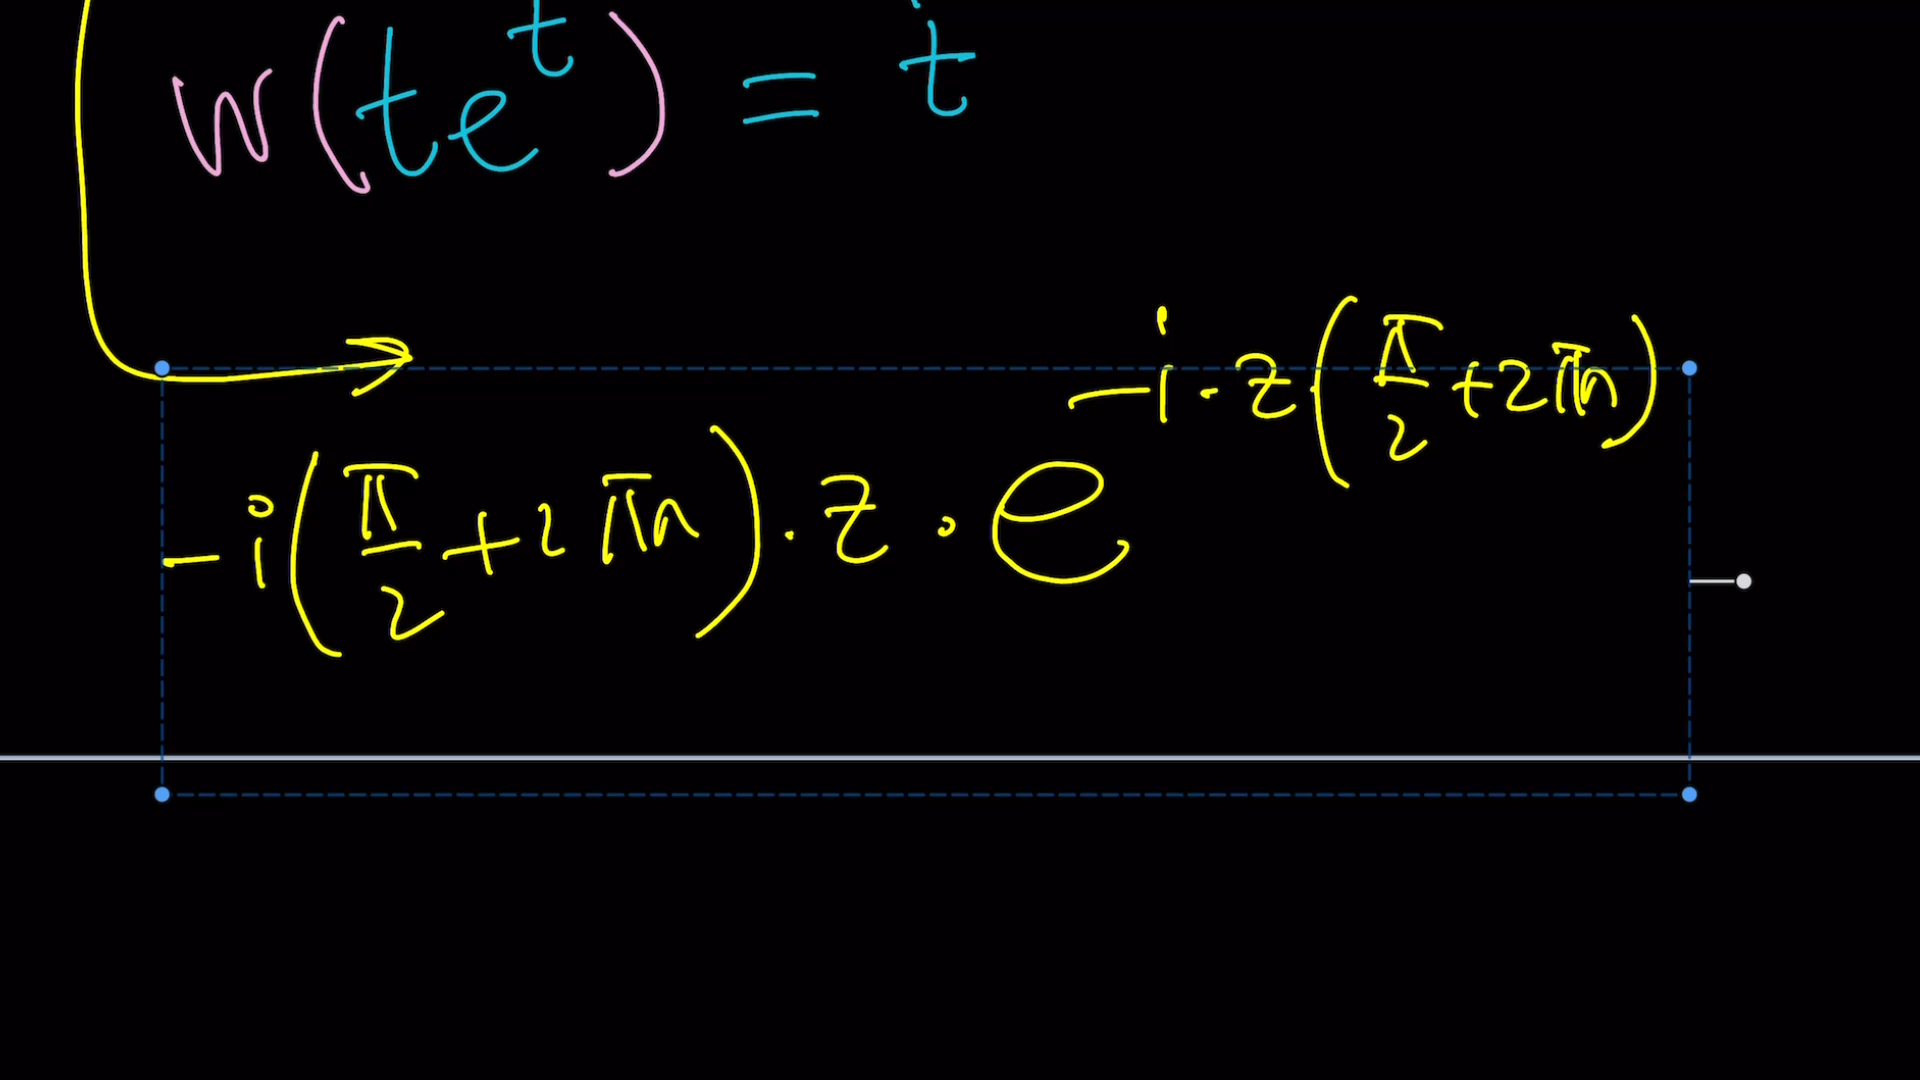 W(te^t) = t
-i(π/2 + 2πn) · z · e^(-i · z(π/2 + 2πn))